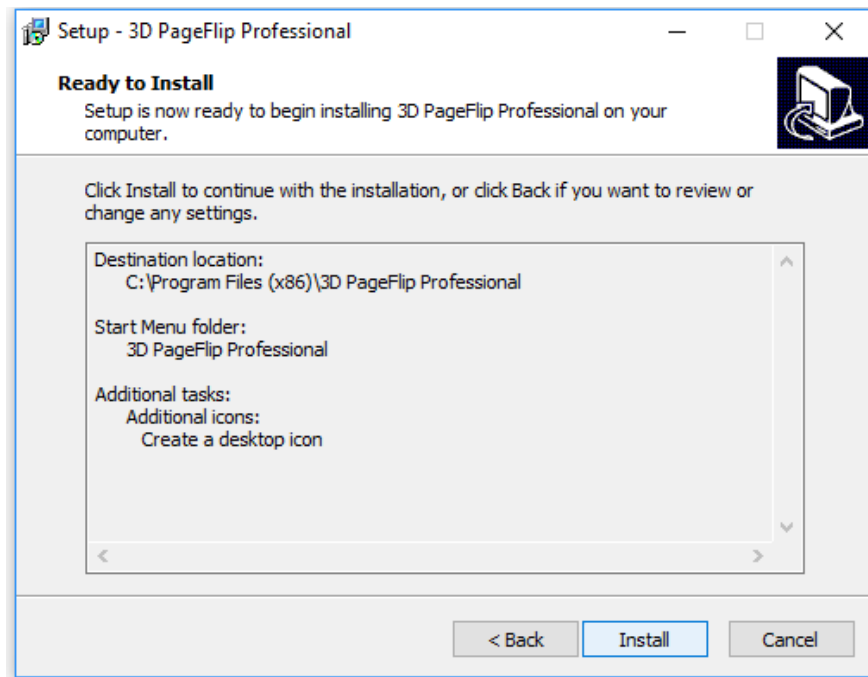 Setup - 3D PageFlip Professional
Ready to Install
Setup is now ready to begin installing 3D PageFlip Professional on your
computer.
Click Install to continue with the installation, or click Back if you want to review or
change any settings.
Destination location:
C:\Program Files (x86)\3D PageFlip Professional
Start Menu folder:
3D PageFlip Professional
Additional tasks:
Additional icons:
Create a desktop icon
< Back
Install
Cancel